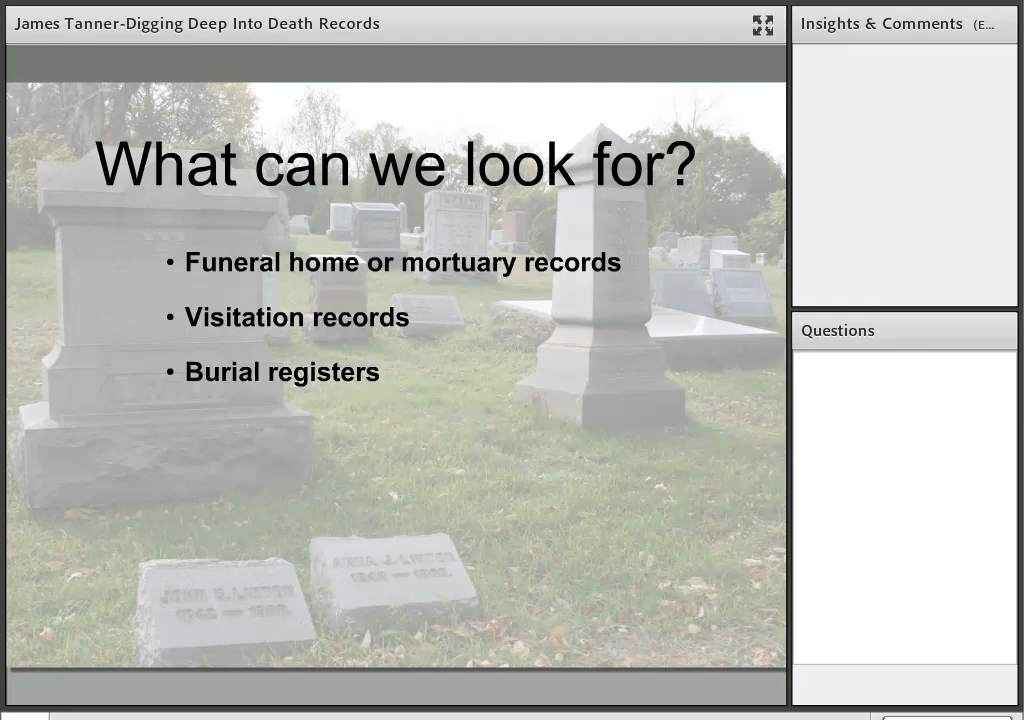 James Tanner-Digging Deep Into Death Records
Insights & Comments (E...
What can we look for?
• Funeral home or mortuary records
• Visitation records
• Burial registers
Questions